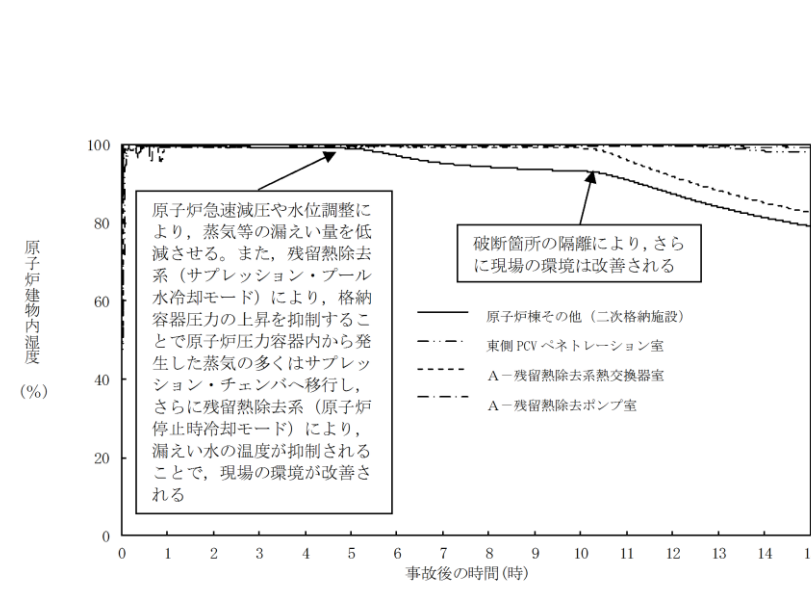 100
80
60
40
20
0
原子炉建物内湿度
(%)
原子炉急速減圧や水位調整に
より，蒸気等の漏えい量を低
減させる。また，残留熱除去
系（サプレッション・プール
水冷却モード）により，格納
容器圧力の上昇を抑制するこ
とで原子炉圧力容器内から発
生した蒸気の多くはサプレッ
ション・チェンバへ移行し，
さらに残留熱除去系（原子炉
停止時冷却モード）により，
漏えい水の温度が抑制される
ことで，現場の環境が改善さ
れる
破断箇所の隔離により，さら
に現場の環境は改善される
原子炉棟その他（二次格納施設）
東側 PCV ペネトレーション室
A－残留熱除去系熱交換器室
A－残留熱除去ポンプ室
0 1 2 3 4 5 6 7 8 9 10 11 12 13 14
事故後の時間(時)